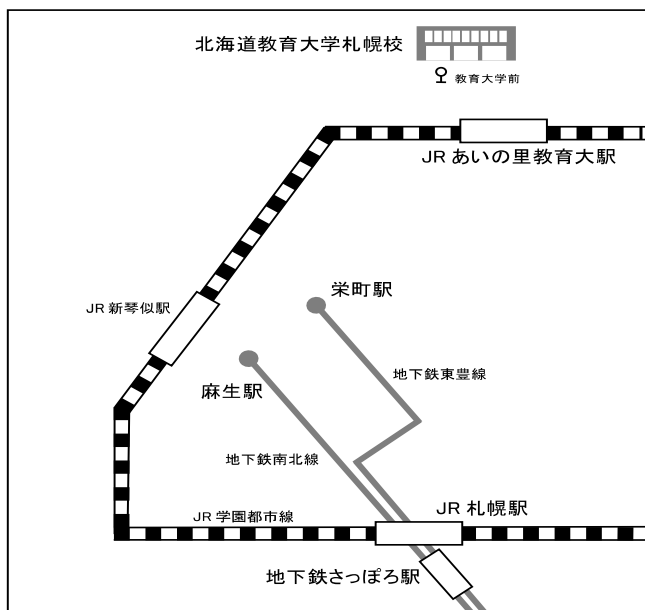 北海道教育大学札幌校
教育大学前
JR あいの里教育大駅
JR 新琴似駅
栄町駅
地下鉄東豊線
麻生駅
地下鉄南北線
JR 札幌駅
JR 学園都市線
地下鉄さっぽろ駅